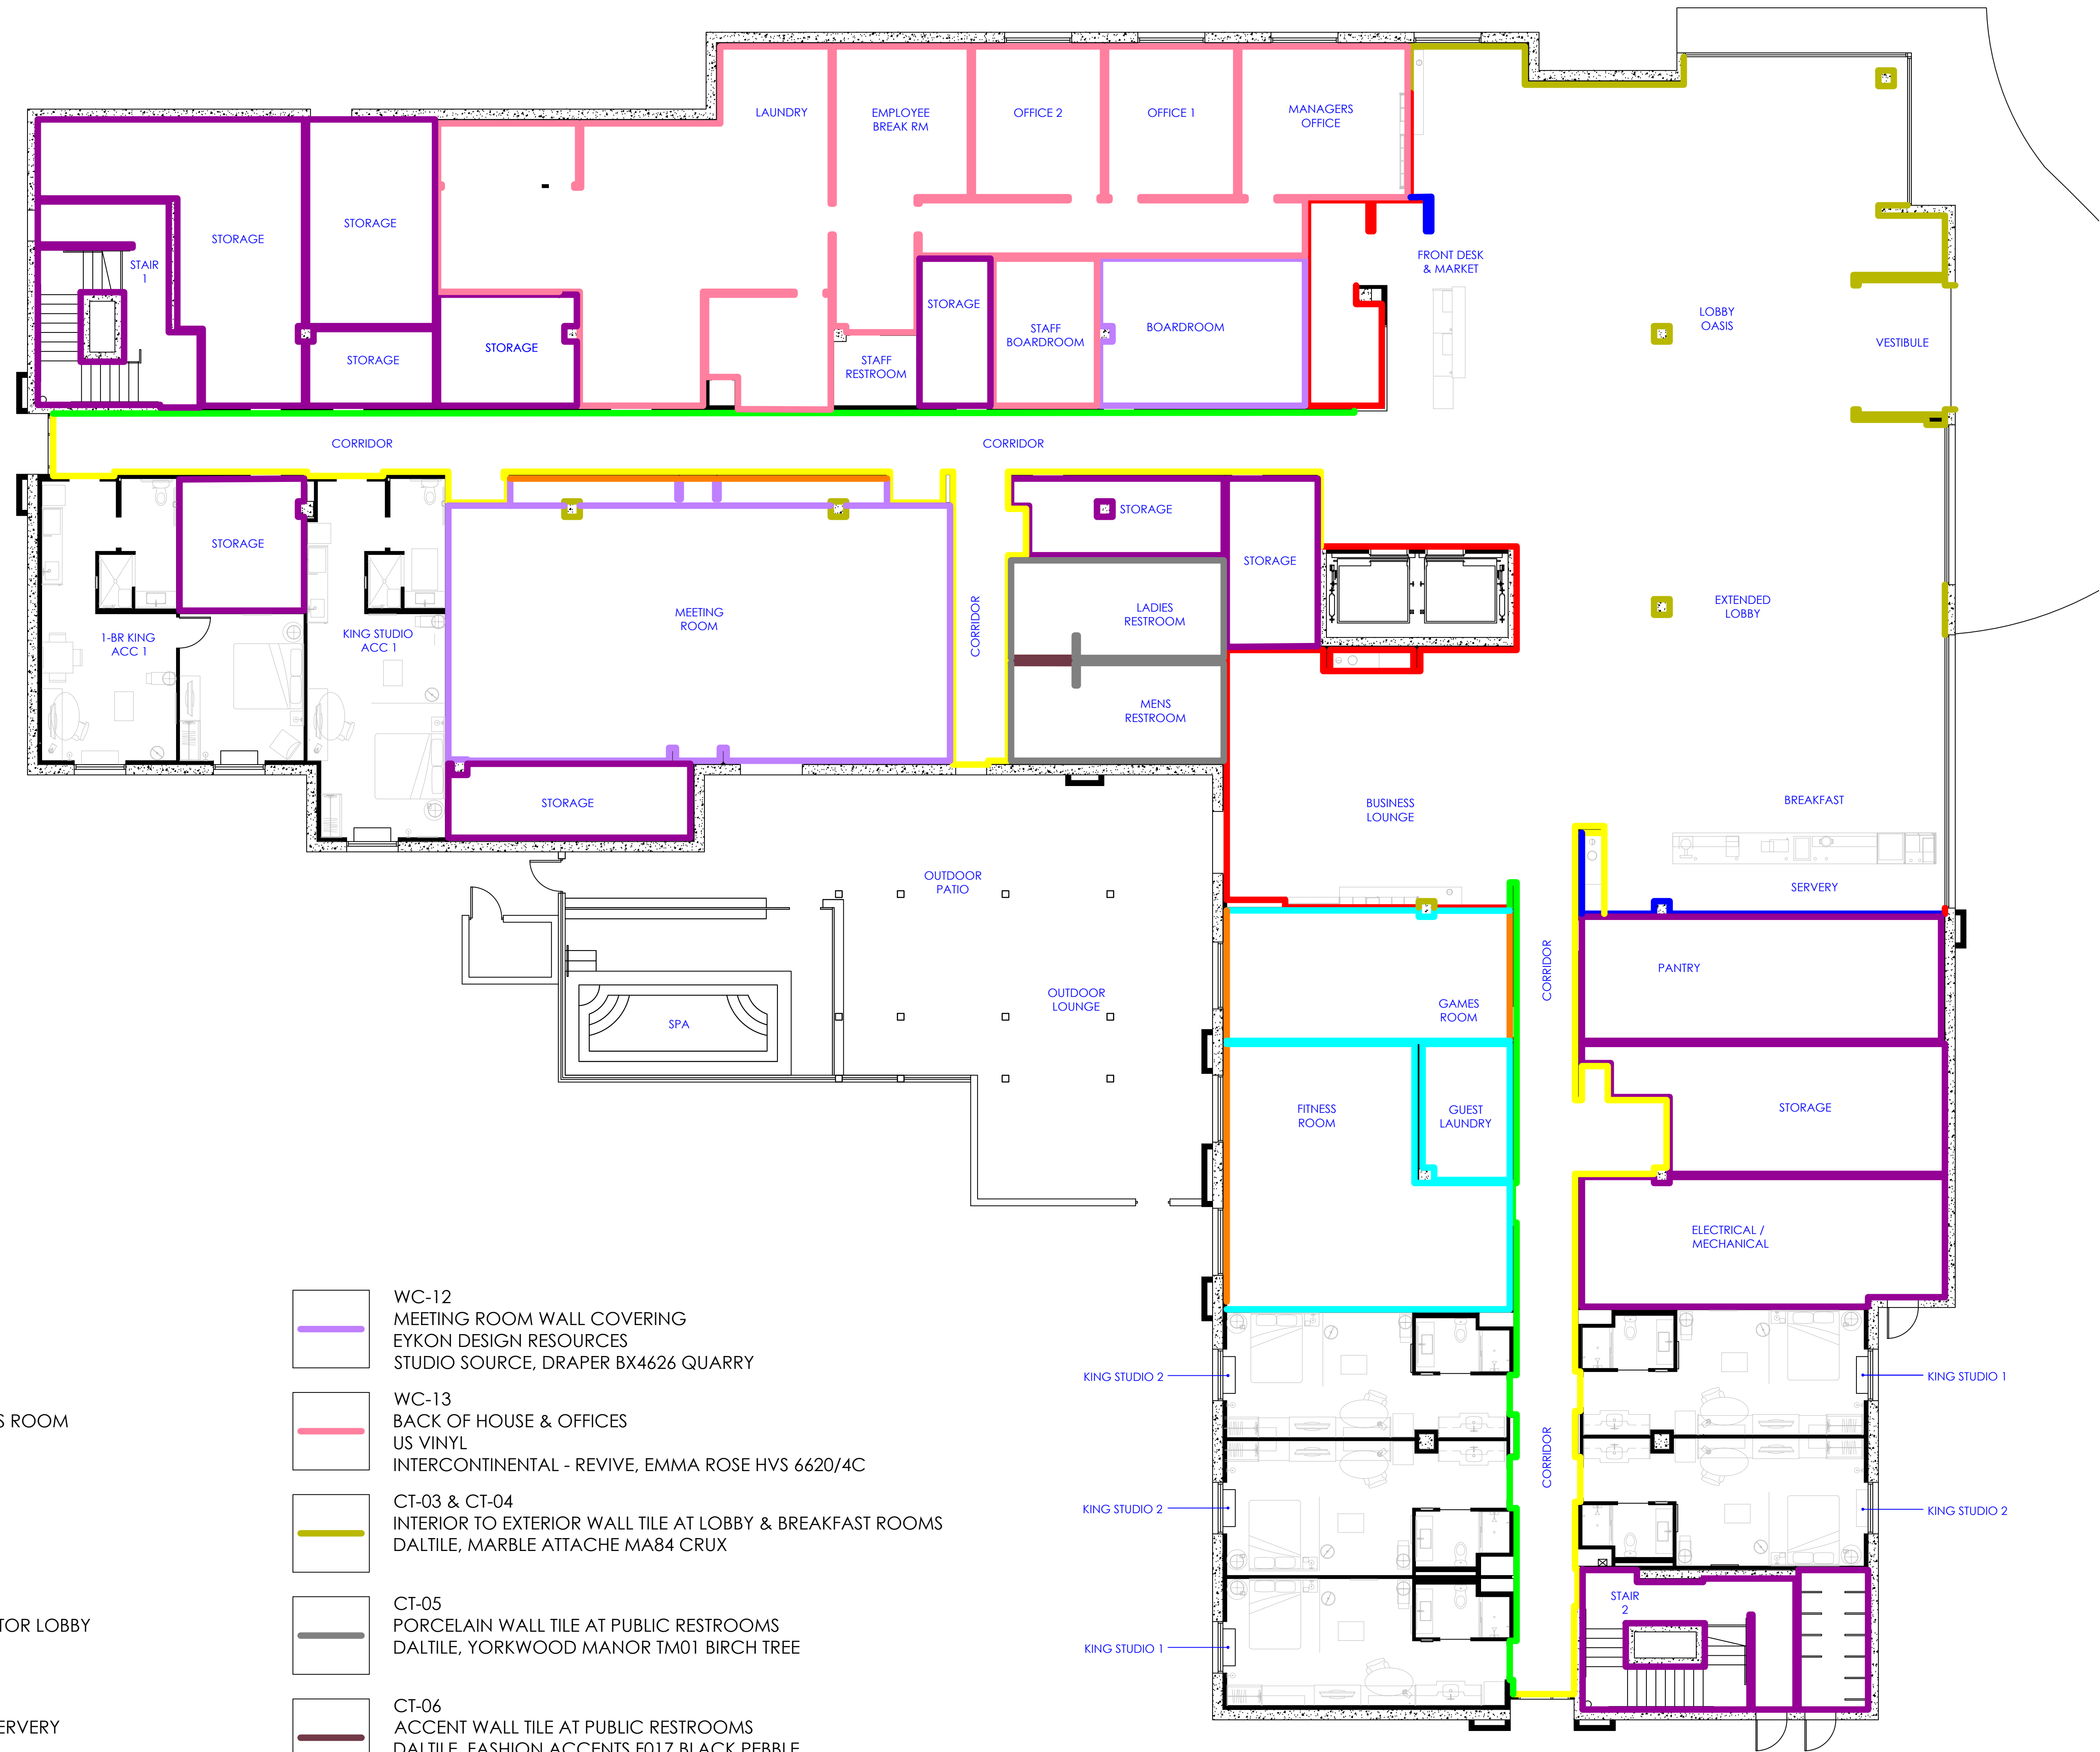 LAUNDRY
EMPLOYEE
BREAK RM
OFFICE 2
OFFICE 1
MANAGERS
OFFICE
STORAGE
STORAGE
STAIR
1
FRONT DESK
& MARKET
STORAGE
STORAGE
STORAGE
STAFF
RESTROOM
STAFF
BOARDROOM
BOARDROOM
LOBBY
OASIS
VESTIBULE
CORRIDOR
CORRIDOR
STORAGE
STORAGE
STORAGE
1-BR KING
ACC 1
KING STUDIO
ACC 1
MEETING
ROOM
CORRIDOR
LADIES
RESTROOM
MENS
RESTROOM
EXTENDED
LOBBY
STORAGE
BUSINESS
LOUNGE
BREAKFAST
SERVERY
OUTDOOR
PATIO
OUTDOOR
LOUNGE
SPA
GAMES
ROOM
CORRIDOR
PANTRY
FITNESS
ROOM
GUEST
LAUNDRY
STORAGE
ELECTRICAL /
MECHANICAL
KING STUDIO 2
KING STUDIO 1
CORRIDOR
KING STUDIO 2
KING STUDIO 2
KING STUDIO 1
STAIR
2
WC-12
MEETING ROOM WALL COVERING
EYKON DESIGN RESOURCES
STUDIO SOURCE, DRAPER BX4626 QUARRY
WC-13
BACK OF HOUSE & OFFICES
US VINYL
INTERCONTINENTAL - REVIVE, EMMA ROSE HVS 6620/4C
CT-03 & CT-04
INTERIOR TO EXTERIOR WALL TILE AT LOBBY & BREAKFAST ROOMS
DALTILE, MARBLE ATTACHE MA84 CRUX
CT-05
PORCELAIN WALL TILE AT PUBLIC RESTROOMS
DALTILE, YORKWOOD MANOR TM01 BIRCH TREE
CT-06
ACCENT WALL TILE AT PUBLIC RESTROOMS
DALTILE, FASHION ACCENTS F017 BLACK PEBBLE
S ROOM
TOR LOBBY
ERVERY